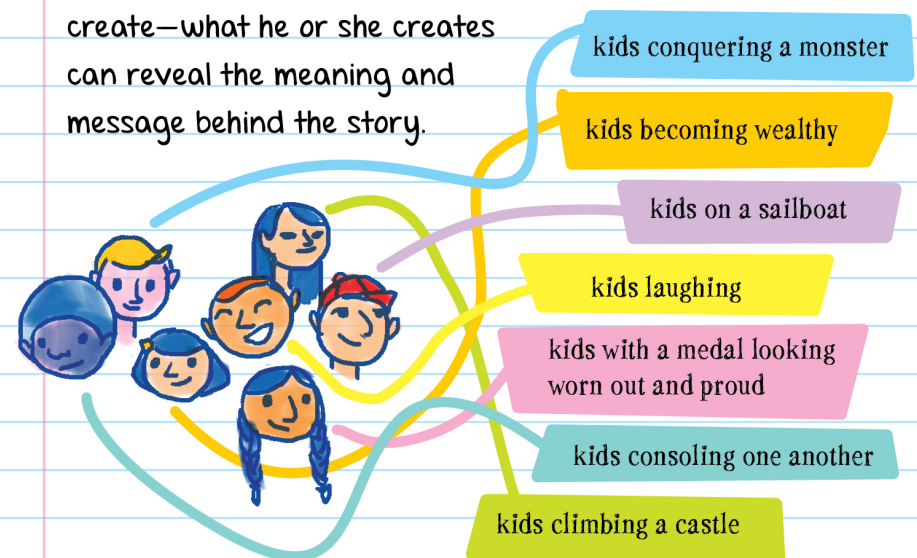 create—what he or she creates
can reveal the meaning and
message behind the story.
kids conquering a monster
kids becoming wealthy
kids on a sailboat
kids laughing
kids with a medal looking
worn out and proud
kids consoling one another
kids climbing a castle